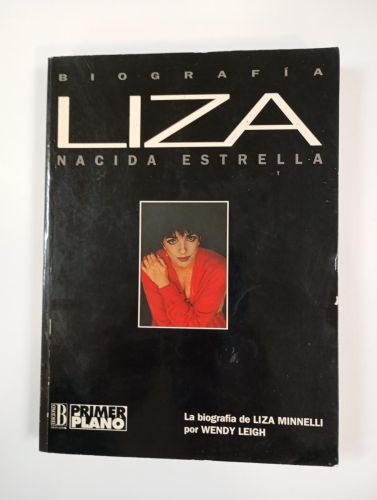 BIOGRAFÍA
LIZA
NACIDA ESTRELLA
B
PRIMER
PLANO
La biografía de LIZA MINNELLI
por WENDY LEIGH